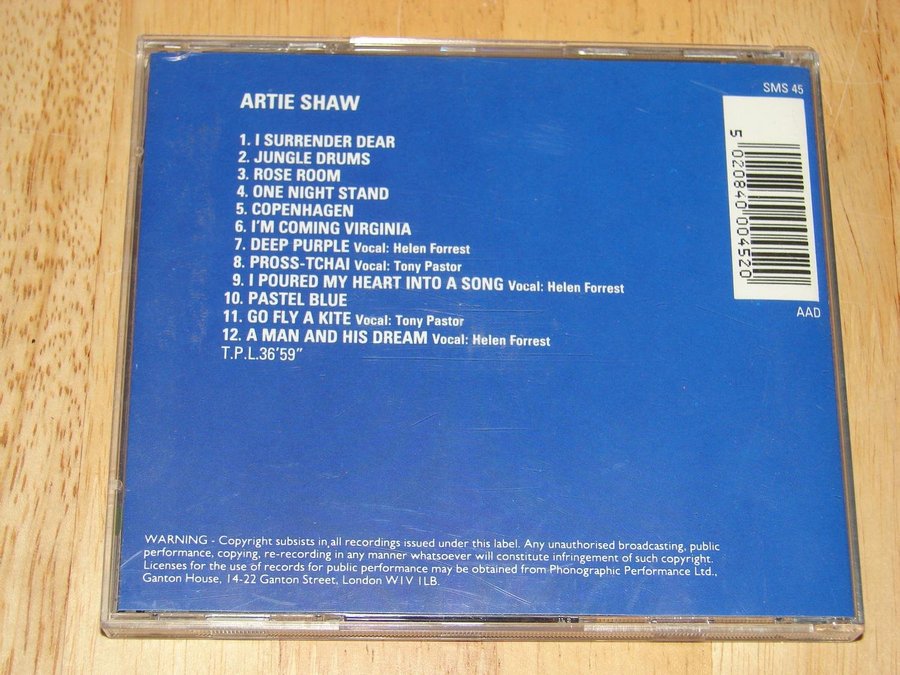 SMS 45
ARTIE SHAW
1. I SURRENDER DEAR
2. JUNGLE DRUMS
3. ROSE ROOM
4. ONE NIGHT STAND
5. COPENHAGEN
6. I'M COMING VIRGINIA
7. DEEP PURPLE Vocal: Helen Forrest
8. PROSS-TCHAI Vocal: Tony Pastor
9. I POURED MY HEART INTO A SONG Vocal: Helen Forrest
10. PASTEL BLUE
11. GO FLY A KITE Vocal: Tony Pastor
12. A MAN AND HIS DREAM Vocal: Helen Forrest
T.P.L.36'59"
5 020840 004520
AAD
WARNING - Copyright subsists in all recordings issued under this label. Any unauthorised broadcasting, public
performance, copying, re-recording in any manner whatsoever will constitute infringement of such copyright.
Licenses for the use of records for public performance may be obtained from Phonographic Performance Ltd.,
Ganton House, 14-22 Ganton Street, London W1V 1LB.